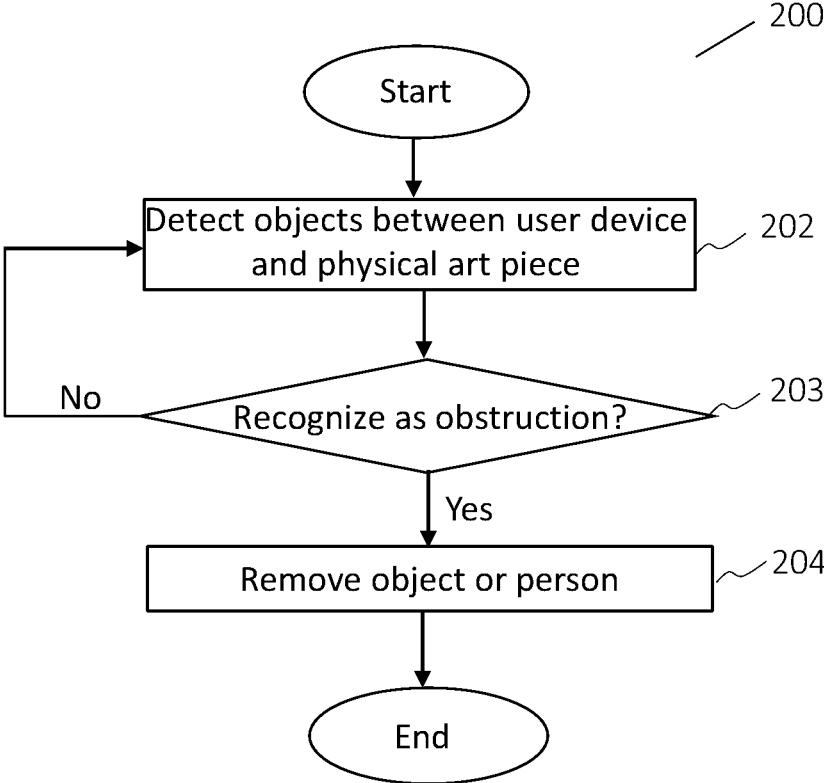 200
Start
Detect objects between user device
and physical art piece
202
No
Recognize as obstruction?
203
Yes
Remove object or person
204
End